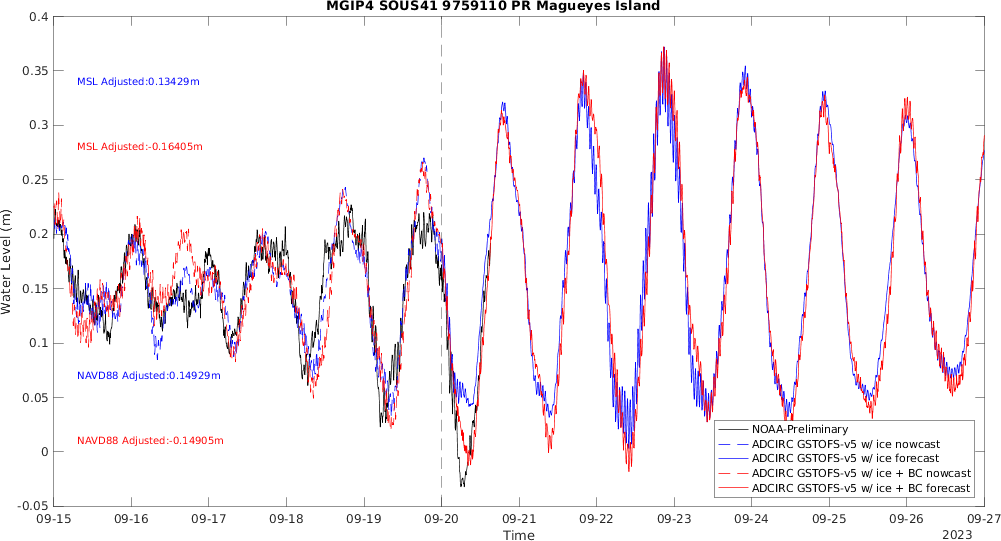 MGIP4 SOUS41 9759110 PR Magueyes Island
0.4
0.35
0.3
0.25
0.2
0.15
0.1
0.05
0
-0.05
Water Level (m)
MSL Adjusted:0.13429m
MSL Adjusted:-0.16405m
NAVD88 Adjusted:0.14929m
NAVD88 Adjusted:-0.14905m
NOAA-Preliminary
ADCIRC GSTOFS-v5 w/ ice nowcast
ADCIRC GSTOFS-v5 w/ ice forecast
ADCIRC GSTOFS-v5 w/ ice + BC nowcast
ADCIRC GSTOFS-v5 w/ ice + BC forecast
09-15 09-16 09-17 09-18 09-19 09-20 09-21 09-22 09-23 09-24 09-25 09-26 09-27
Time
2023